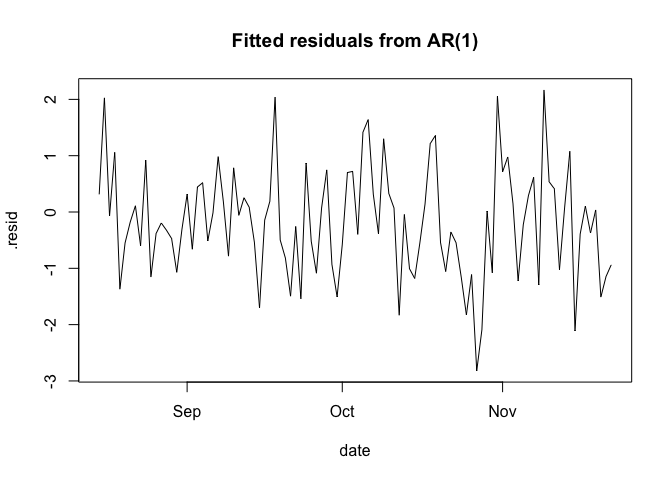 Fitted residuals from AR(1)
2
1
0
-1
-2
-3
.resid
Sep
Oct
Nov
date